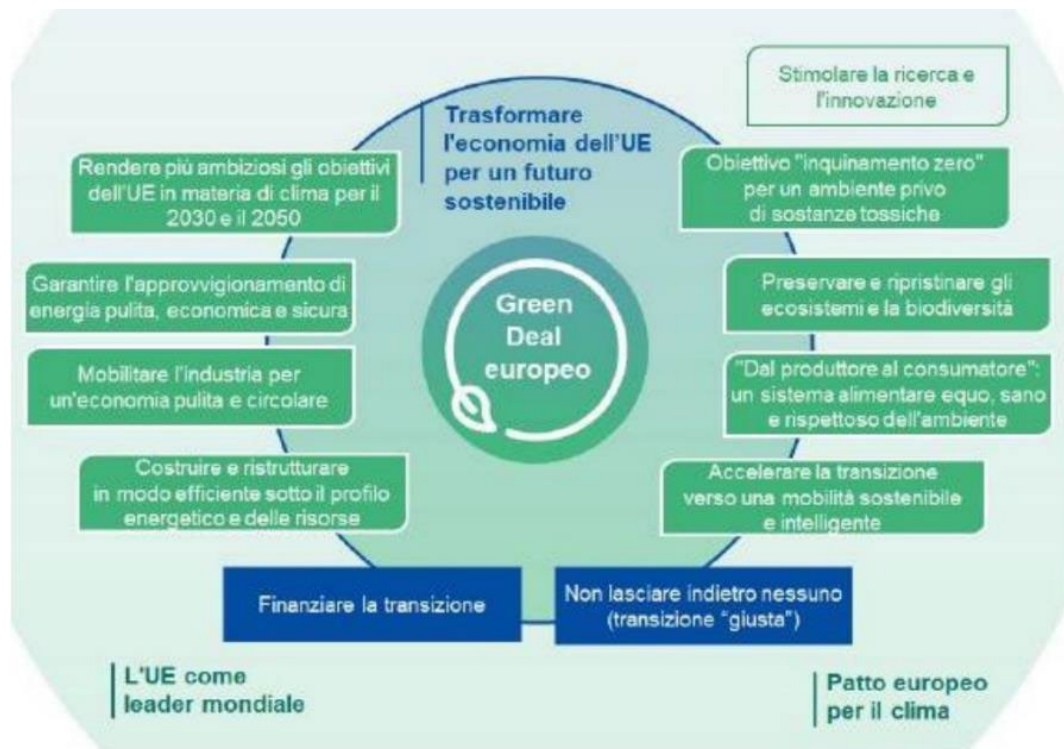 Stimolare la ricerca e
l'innovazione
Trasformare
l'economia dell'UE
per un futuro
sostenibile
Rendere più ambiziosi gli obiettivi
dell'UE in materia di clima per il
2030 e il 2050
Obiettivo "inquinamento zero"
per un ambiente privo
di sostanze tossiche
Garantire l'approvvigionamento di
energia pulita, economica e sicura
Preservare e ripristinare gli
ecosistemi e la biodiversità
Green
Deal
europeo
Mobilitare l'industria per
un'economia pulita e circolare
"Dal produttore al consumatore":
un sistema alimentare equo, sano
e rispettoso dell'ambiente
Costruire e ristrutturare
in modo efficiente sotto il profilo
energetico e delle risorse
Accelerare la transizione
verso una mobilità sostenibile
e intelligente
Finanziare la transizione
Non lasciare indietro nessuno
(transizione “giusta”)
L'UE come
leader mondiale
Patto europeo
per il clima